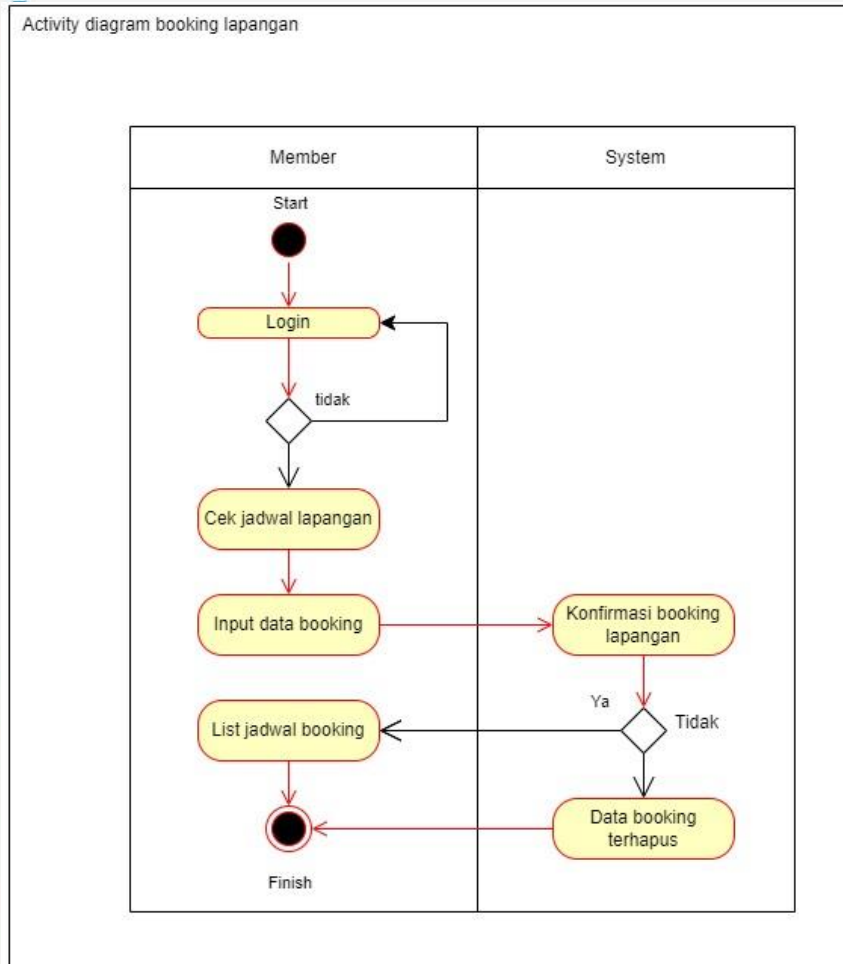 Activity diagram booking lapangan
Member
System
Start
Login
tidak
Cek jadwal lapangan
Input data booking
Konfirmasi booking
lapangan
Ya
Tidak
List jadwal booking
Data booking
terhapus
Finish